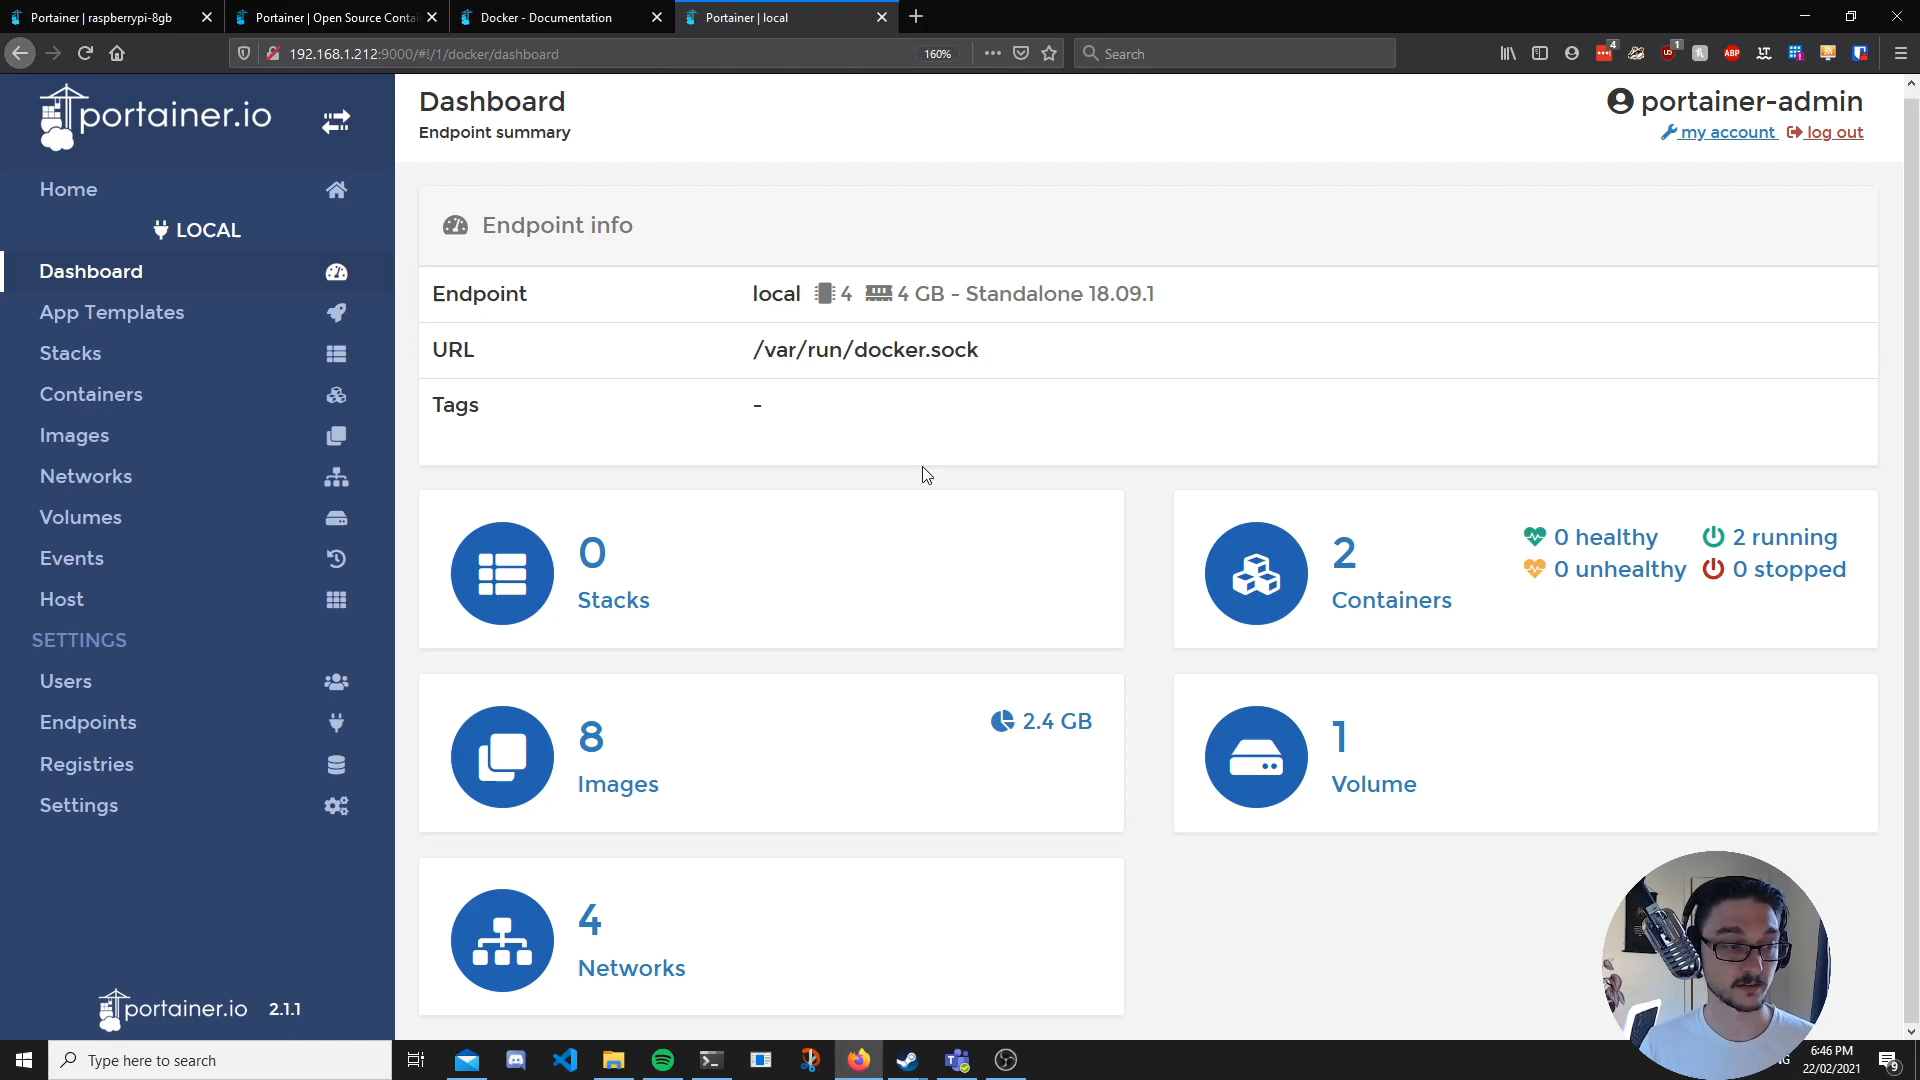 Portainer | raspberrypi-8gb
Portainer | Open Source Contai
Docker - Documentation
Portainer | local
192.168.1.212:9000/#!/1/docker/dashboard
160%
Search
4
1
ABP
portainer.io
Dashboard
Endpoint summary
portainer-admin
my account
log out
Home
LOCAL
Dashboard
App Templates
Stacks
Containers
Images
Networks
Volumes
Events
Host
SETTINGS
Users
Endpoints
Registries
Settings
portainer.io 2.1.1
Endpoint info
Endpoint
local 4 4 GB - Standalone 18.09.1
URL
/var/run/docker.sock
Tags
-
0
Stacks
2
Containers
0 healthy
2 running
0 unhealthy
0 stopped
8
Images
2.4 GB
1
Volume
4
Networks
Type here to search
6:46 PM
22/02/2021
9